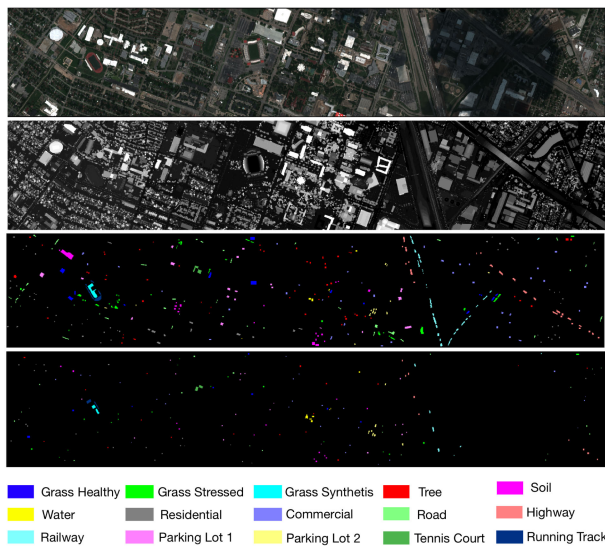 Grass Healthy Grass Stressed Grass Synthetis Tree Soil
Water Residential Commercial Road Highway
Railway Parking Lot 1 Parking Lot 2 Tennis Court Running Track